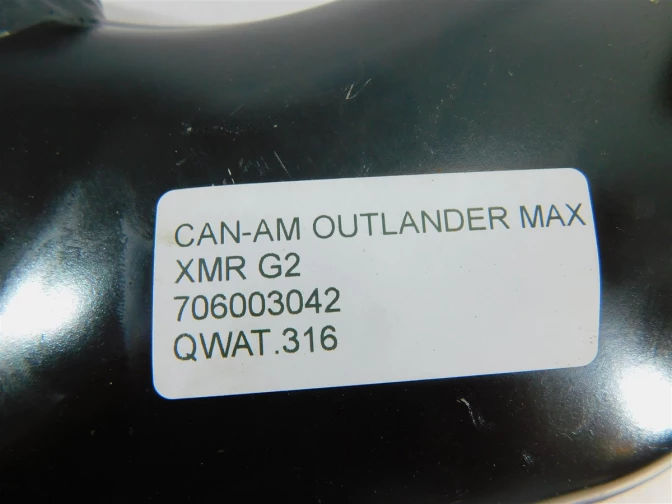 CAN-AM OUTLANDER MAX
XMR G2
706003042
QWAT.316